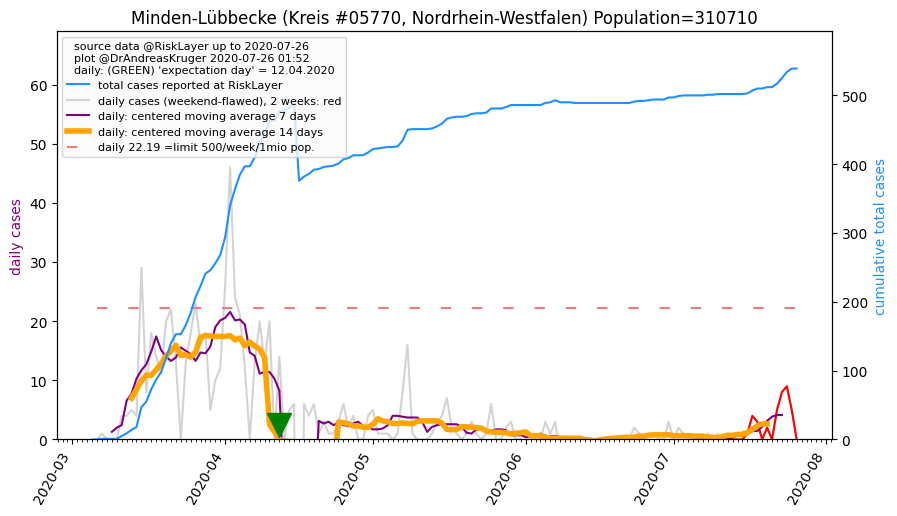 Minden-Lübbecke (Kreis #05770, Nordrhein-Westfalen) Population=310710
source data @RiskLayer up to 2020-07-26
plot @DrAndreasKruger 2020-07-26 01:52
daily: (GREEN) 'expectation day' = 12.04.2020
total cases reported at RiskLayer
daily cases (weekend-flawed), 2 weeks: red
daily: centered moving average 7 days
daily: centered moving average 14 days
daily 22.19 =limit 500/week/1mio pop.
daily cases
60
50
40
30
20
10
0
cumulative total cases
500
400
300
200
100
0
2020-03
2020-04
2020-05
2020-06
2020-07
2020-08